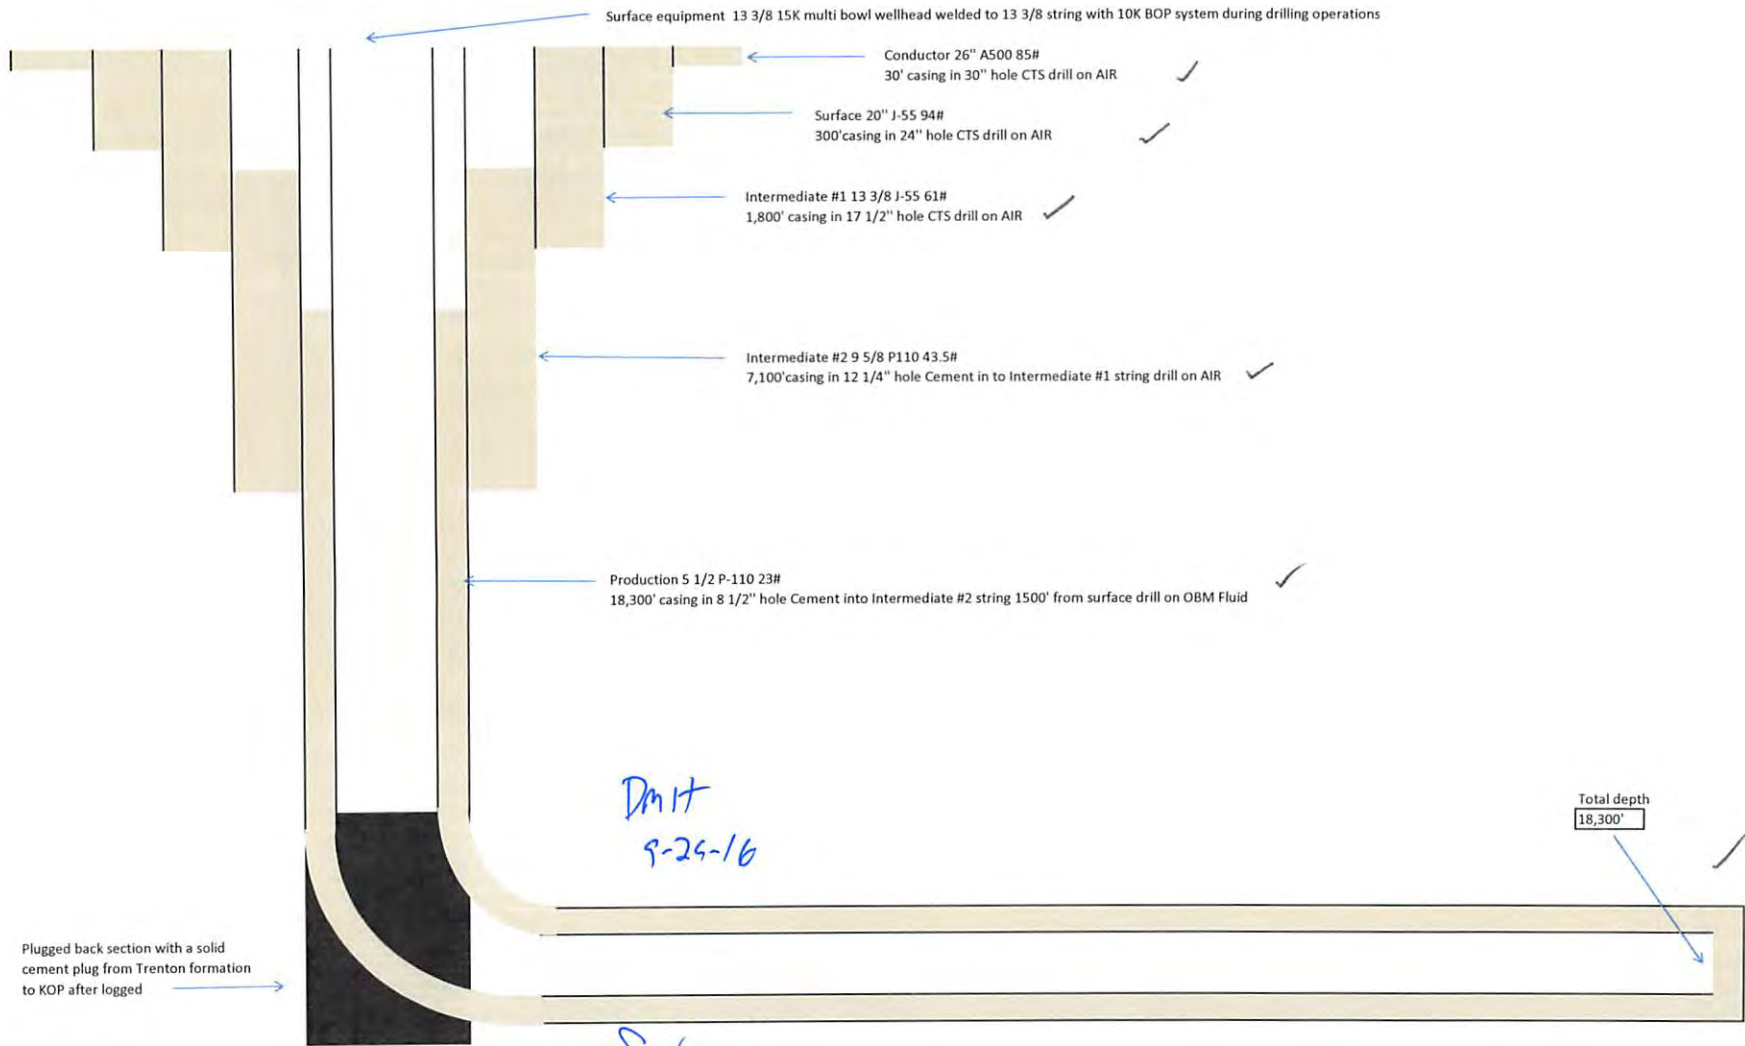 Surface equipment 13 3/8 15K multi bowl wellhead welded to 13 3/8 string with 10K BOP system during drilling operations
Conductor 26" A500 85#
30' casing in 30" hole CTS drill on AIR
Surface 20" J-55 94#
300'casing in 24" hole CTS drill on AIR
Intermediate #1 13 3/8 J-55 61#
1,800' casing in 17 1/2" hole CTS drill on AIR
Intermediate #2 9 5/8 P110 43.5#
7,100'casing in 12 1/4" hole Cement in to Intermediate #1 string drill on AIR
Production 5 1/2 P-110 23#
18,300' casing in 8 1/2" hole Cement into Intermediate #2 string 1500' from surface drill on OBM Fluid
Total depth
18,300'
Plugged back section with a solid
cement plug from Trenton formation
to KOP after logged